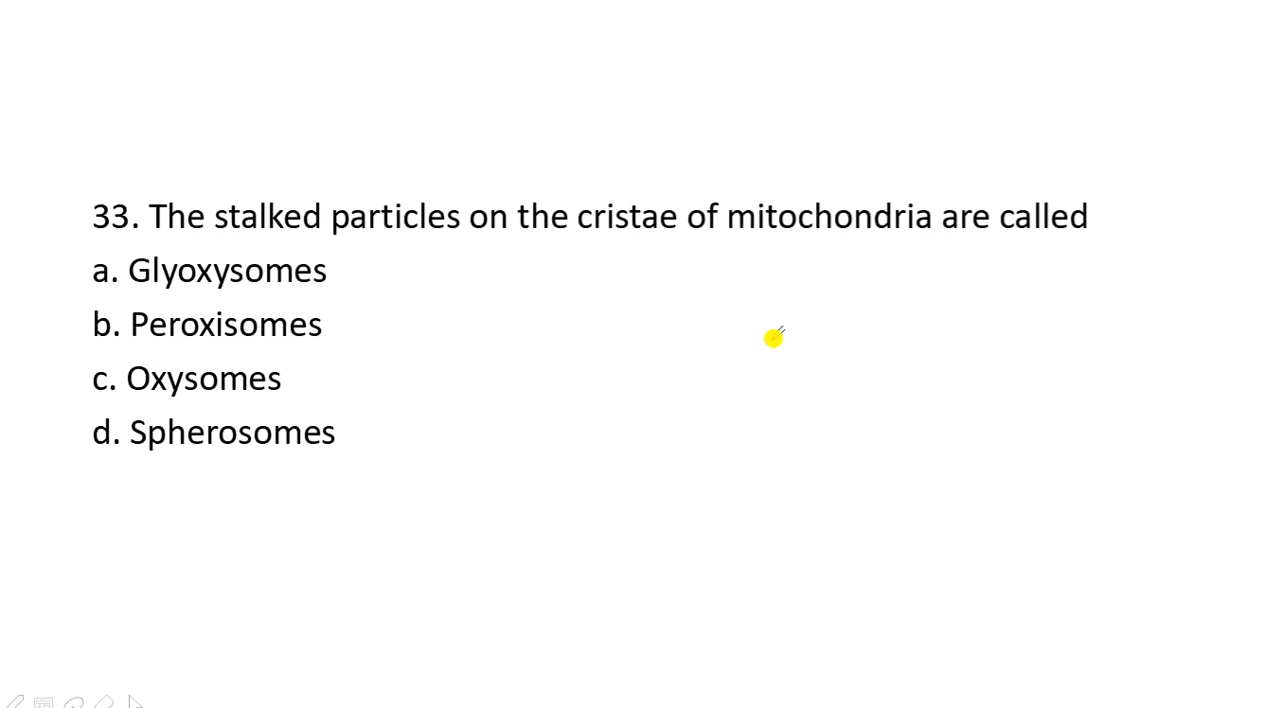 33. The stalked particles on the cristae of mitochondria are called
a. Glyoxysomes
b. Peroxisomes
c. Oxysomes
d. Spherosomes